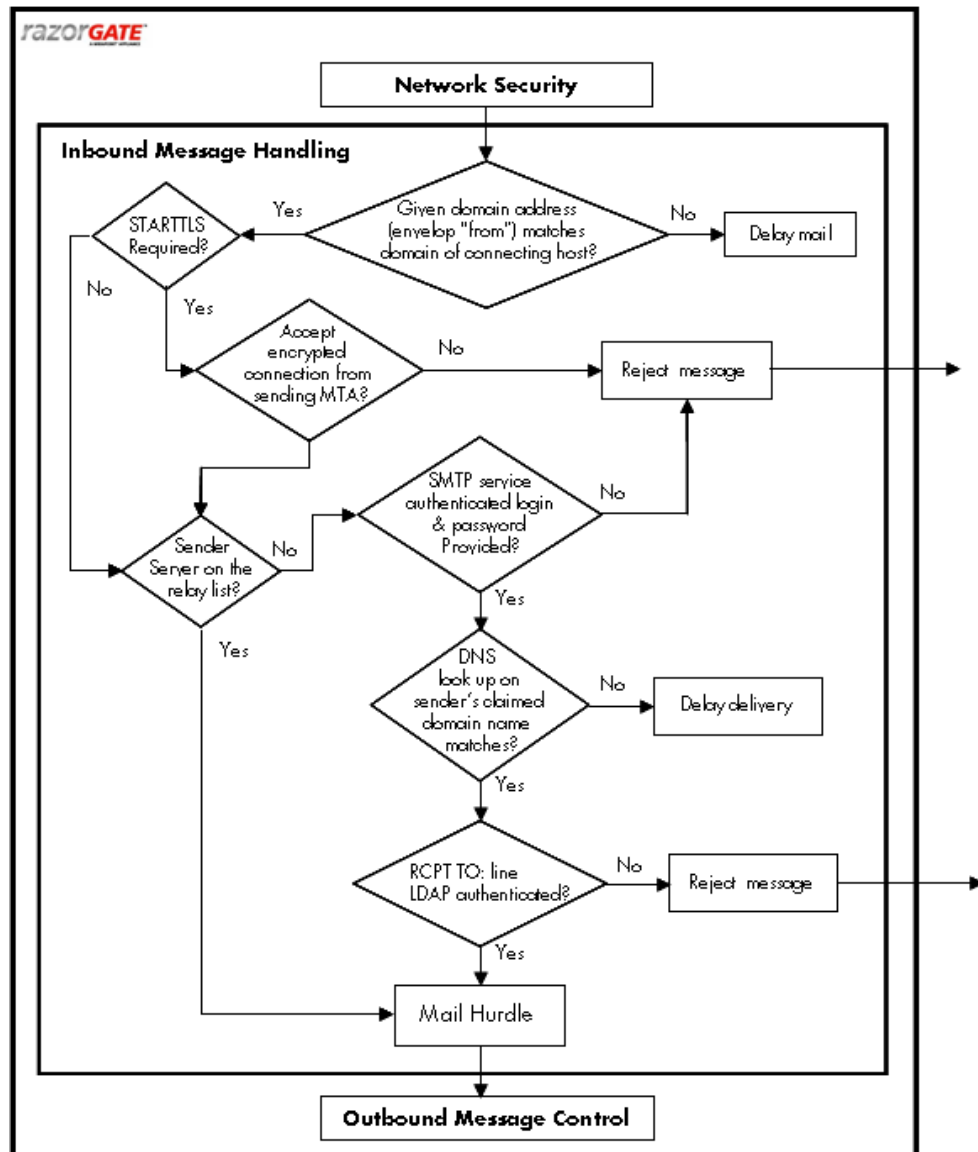 razorGATE
Network Security
Inbound Message Handling
STARTTLS
Required?
Yes
Given domain address
(envelop "from") matches
domain of connecting host?
No
Delay mail
No
Yes
Accept
encrypted
connection from
sending MTA?
No
Reject message
SMTP service
authenticated login
& password
Provided?
No
Sender
Server on the
relay list?
No
Yes
Yes
DNS
look up on
sender's claimed
domain name
matches?
No
Delay delivery
Yes
RCPT TO: line
LDAP authenticated?
No
Reject message
Yes
Mail Hurdle
Outbound Message Control